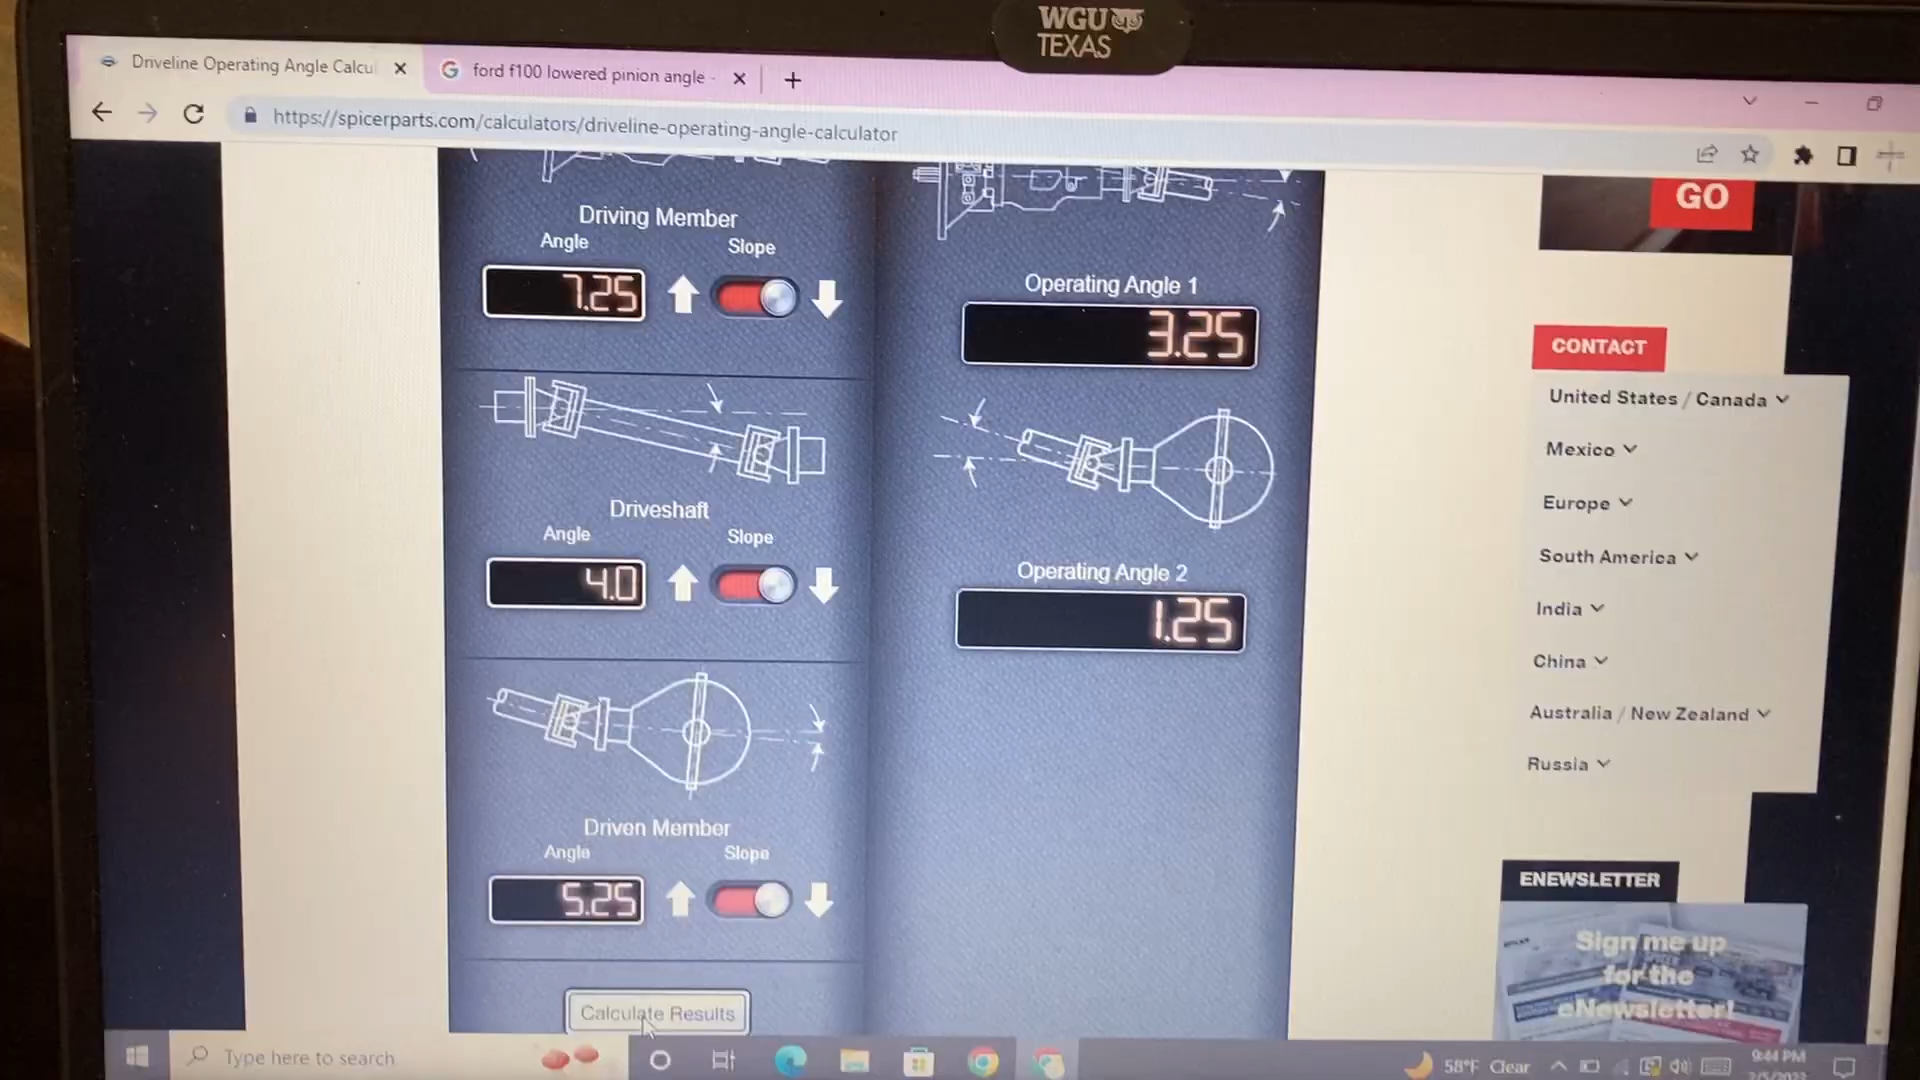 WGU
TEXAS
Driveline Operating Angle Calcu
ford f100 lowered pinion angle -
https://spicerparts.com/calculators/driveline-operating-angle-calculator
Driving Member
Angle
Slope
7.25
Driveshaft
Angle
Slope
4.0
Driven Member
Angle
Slope
5.25
Calculate Results
Operating Angle 1
3.25
Operating Angle 2
1.25
GO
CONTACT
United States / Canada
Mexico
Europe
South America
India
China
Australia / New Zealand
Russia
ENEWSLETTER
Sign me up
for the
eNewsletter!
Type here to search
58°F Clear
9:44 PM